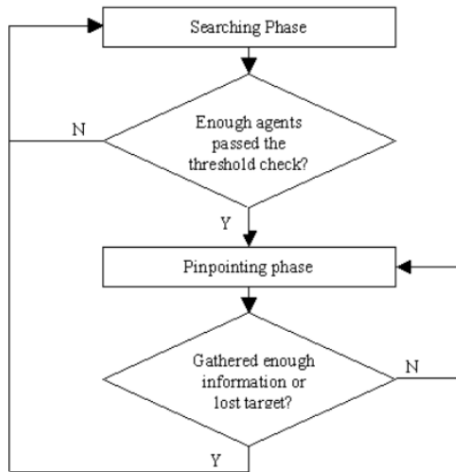 Searching Phase
N
Enough agents
passed the
threshold check?
Y
Pinpointing phase
Gathered enough
information or
lost target?
N
Y